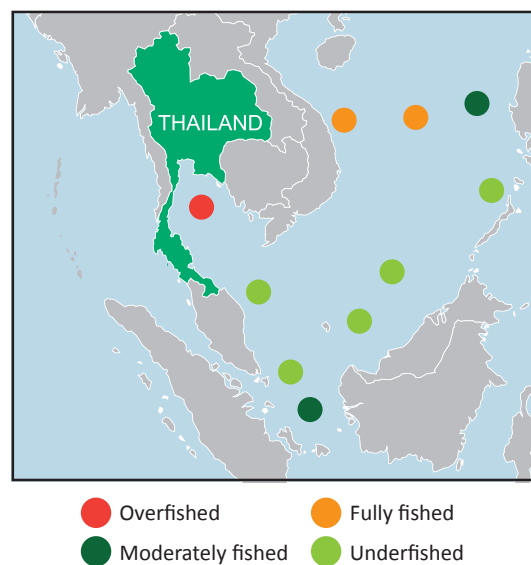 THAILAND
Overfished
Fully fished
Moderately fished
Underfished